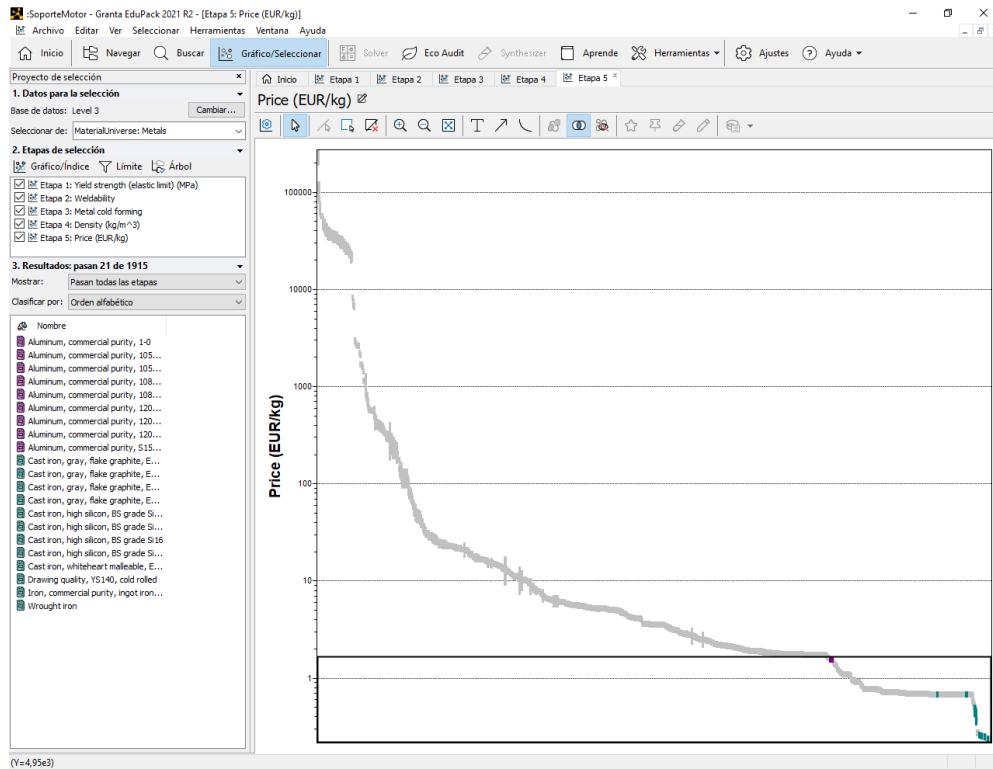 :SoporteMotor - Granta EduPack 2021 R2 - [Etapa 5: Price (EUR/kg)]
Archivo Editar Ver Seleccionar Herramientas Ventana Ayuda
Inicio Navegar Buscar Gráfico/Seleccionar Solver Eco Audit Synthesizer Aprende Herramientas Ajustes Ayuda
Proyecto de selección
1. Datos para la selección
Base de datos: Level 3 Cambiar...
Seleccionar de: MaterialUniverse: Metals
2. Etapas de selección
Gráfico/Índice Límite Árbol
Etapa 1: Yield strength (elastic limit) (MPa)
Etapa 2: Weldability
Etapa 3: Metal cold forming
Etapa 4: Density (kg/m^3)
Etapa 5: Price (EUR/kg)
3. Resultados: pasan 21 de 1915
Mostrar: Pasan todas las etapas
Clasificar por: Orden alfabético
Nombre
Aluminum, commercial purity, 1-0
Aluminum, commercial purity, 105...
Aluminum, commercial purity, 105...
Aluminum, commercial purity, 108...
Aluminum, commercial purity, 108...
Aluminum, commercial purity, 120...
Aluminum, commercial purity, 120...
Aluminum, commercial purity, 120...
Aluminum, commercial purity, S15...
Cast iron, gray, flake graphite, E...
Cast iron, gray, flake graphite, E...
Cast iron, gray, flake graphite, E...
Cast iron, gray, flake graphite, E...
Cast iron, high silicon, BS grade Si...
Cast iron, high silicon, BS grade Si...
Cast iron, high silicon, BS grade Si16
Cast iron, high silicon, BS grade Si...
Cast iron, whiteheart malleable, E...
Drawing quality, YS140, cold rolled
Iron, commercial purity, ingot iron...
Wrought iron
Inicio Etapa 1 Etapa 2 Etapa 3 Etapa 4 Etapa 5
Price (EUR/kg)
Price (EUR/kg)
100000
10000
1000
100
10
1
(Y=4,95e3)